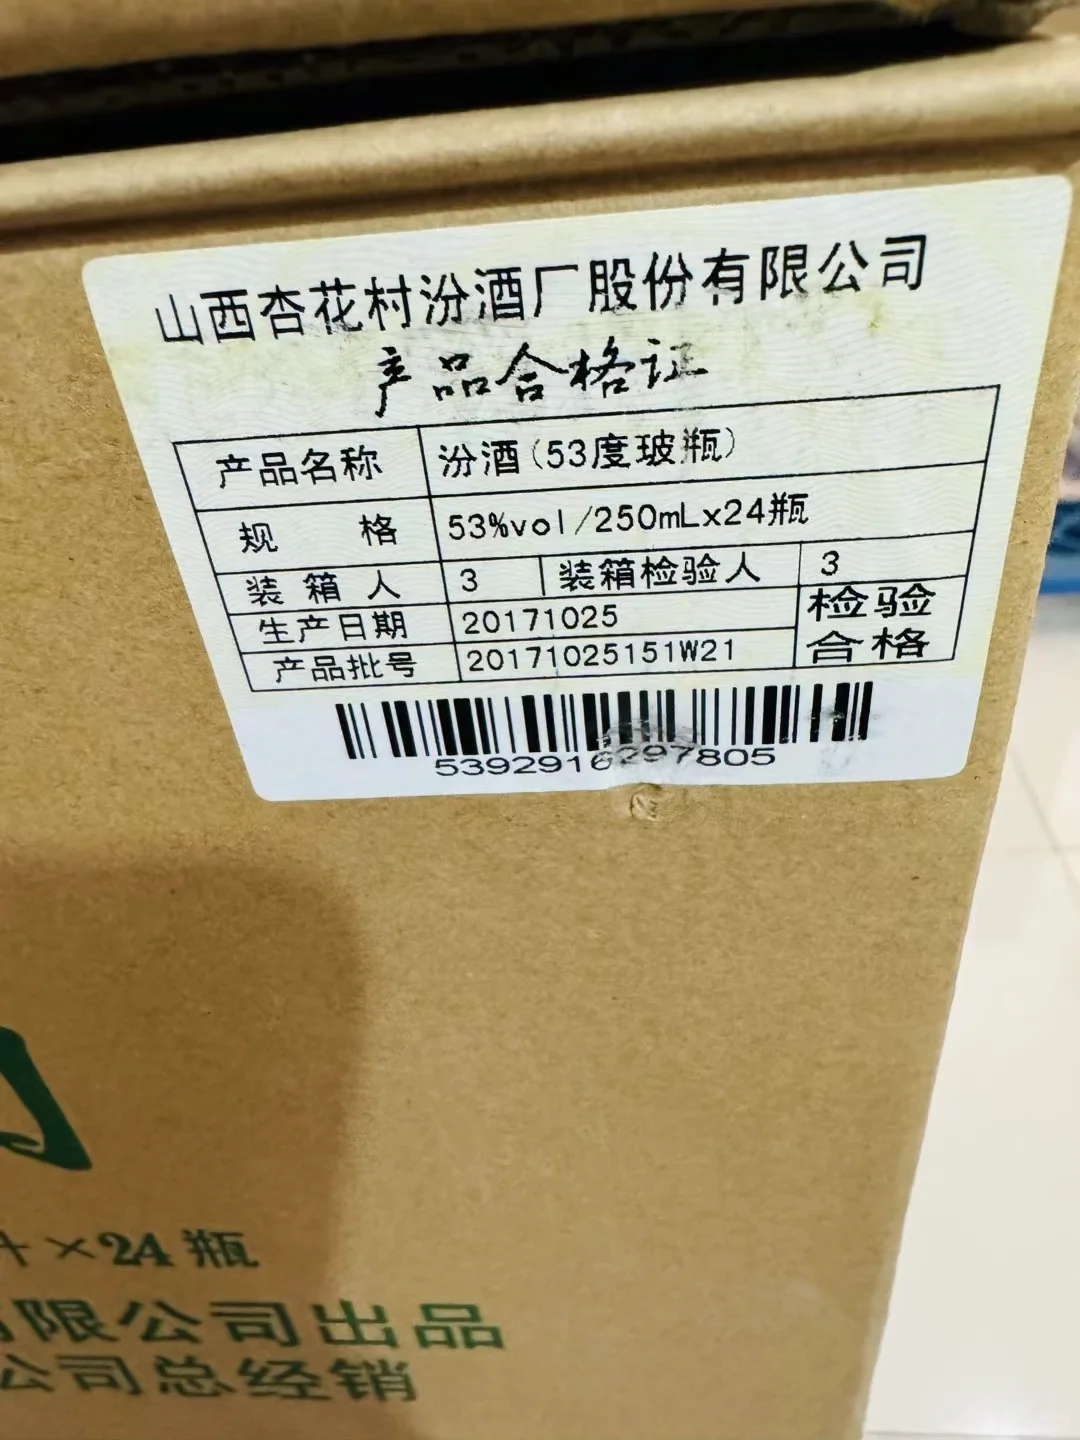 山西杏花村汾酒厂股份有限公司
产品合格证
产品名称 汾酒(53度玻瓶)
规 格 53%vol/250mLx24瓶
装 箱 人 3 装箱检验人 3
生产日期 20171025 检验
产品批号 20171025151W21 合格
5392916297805
×24瓶
限公司出品
公司总经销